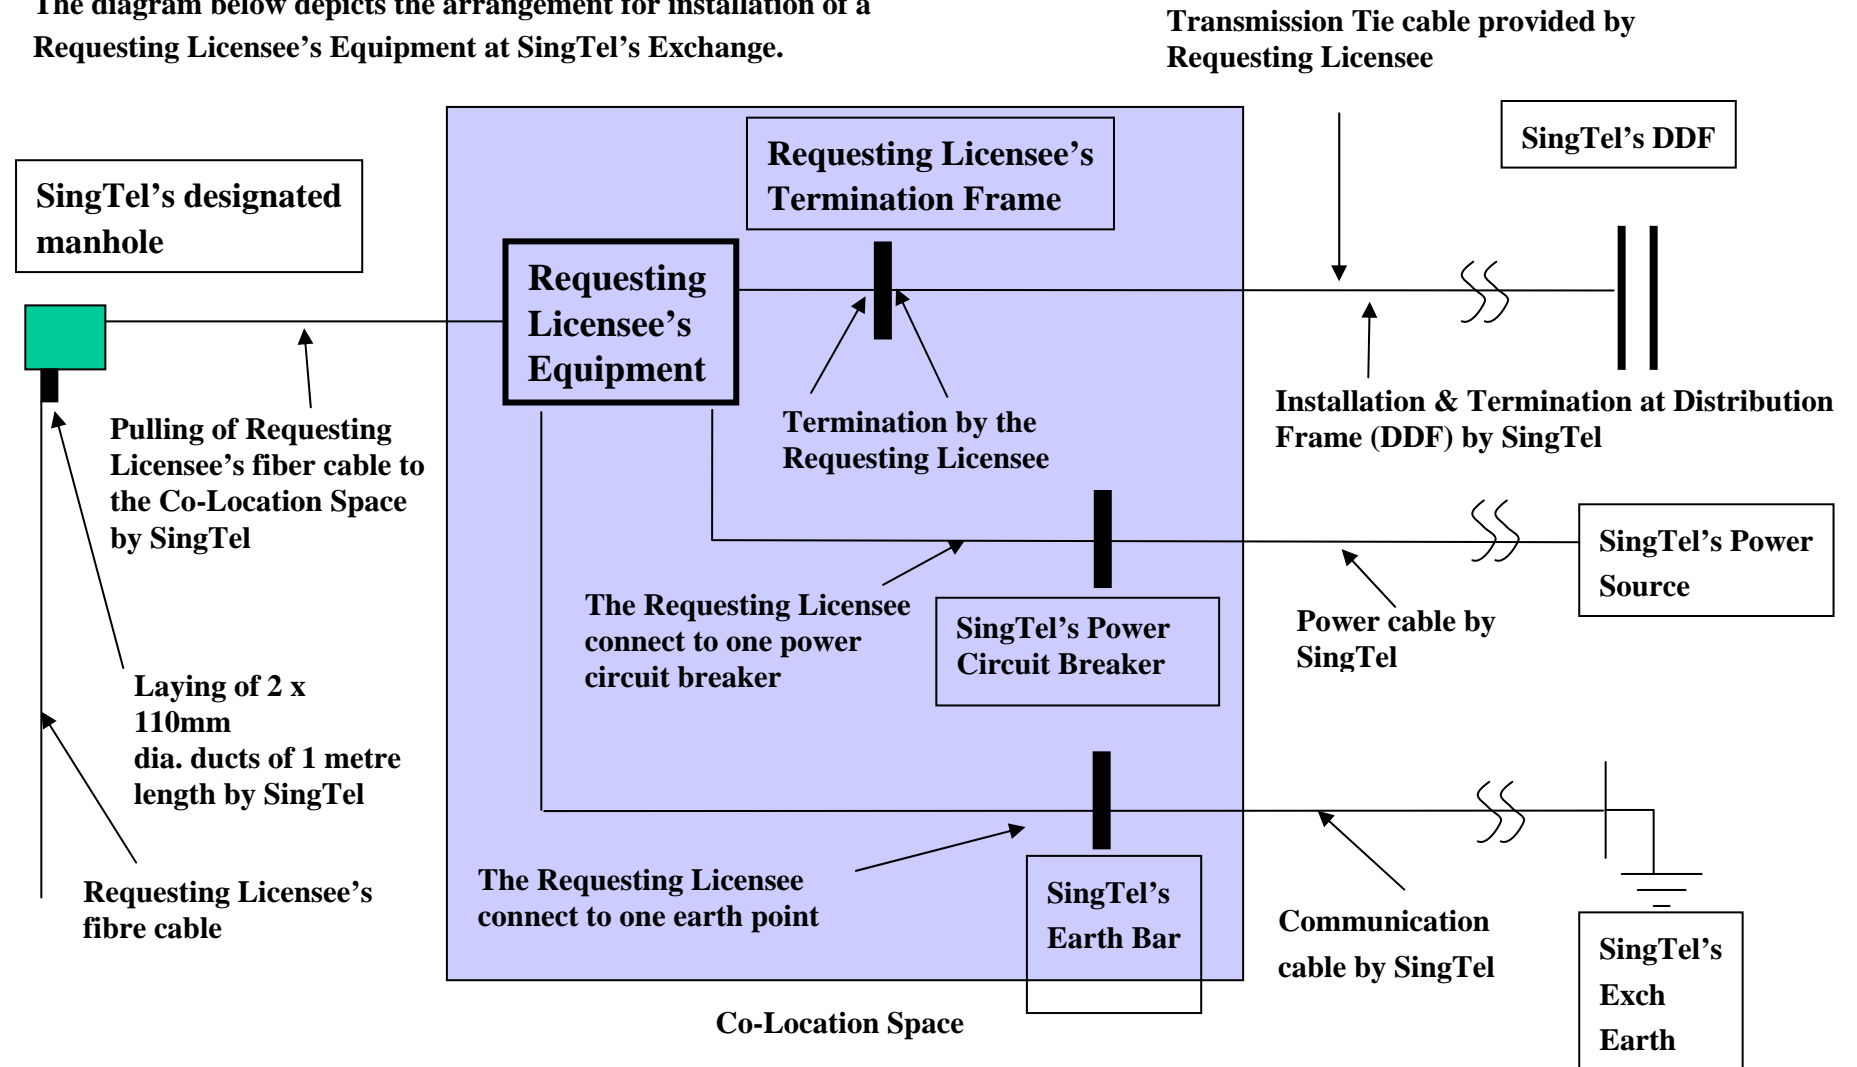 The diagram below depicts the arrangement for installation of a
Requesting Licensee’s Equipment at SingTel’s Exchange.
Transmission Tie cable provided by
Requesting Licensee
SingTel’s DDF
Requesting Licensee’s
Termination Frame
SingTel’s designated
manhole
Requesting
Licensee’s
Equipment
Termination by the
Requesting Licensee
Installation & Termination at Distribution
Frame (DDF) by SingTel
Pulling of Requesting
Licensee’s fiber cable to
the Co-Location Space
by SingTel
SingTel’s Power
Source
The Requesting Licensee
connect to one power
circuit breaker
SingTel’s Power
Circuit Breaker
Power cable by
SingTel
Laying of 2 x
110mm
dia. ducts of 1 metre
length by SingTel
Requesting Licensee’s
fibre cable
The Requesting Licensee
connect to one earth point
SingTel’s
Earth Bar
Communication
cable by SingTel
SingTel’s
Exch
Earth
Co-Location Space